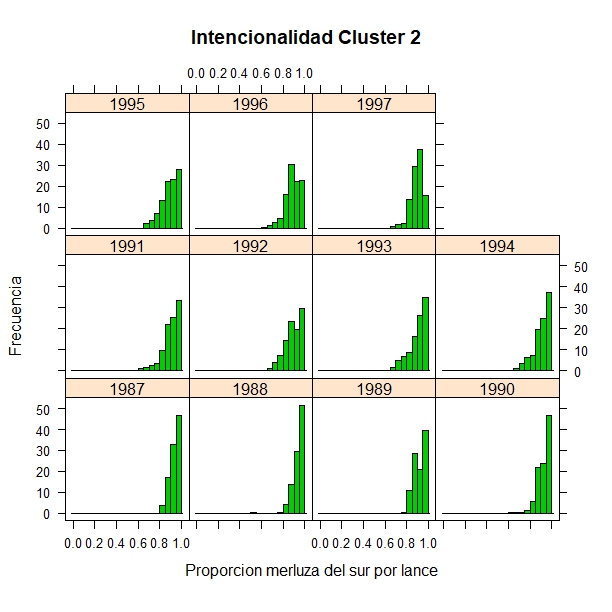 Intencionalidad Cluster 2
0.0 0.2 0.4 0.6 0.8 1.0
1995 1996 1997
50
40
30
20
10
0
1991 1992 1993 1994
50
40
30
20
10
0
1987 1988 1989 1990
50
40
30
20
10
0
0.0 0.2 0.4 0.6 0.8 1.0 0.0 0.2 0.4 0.6 0.8 1.0
Frecuencia
Proporcion merluza del sur por lance